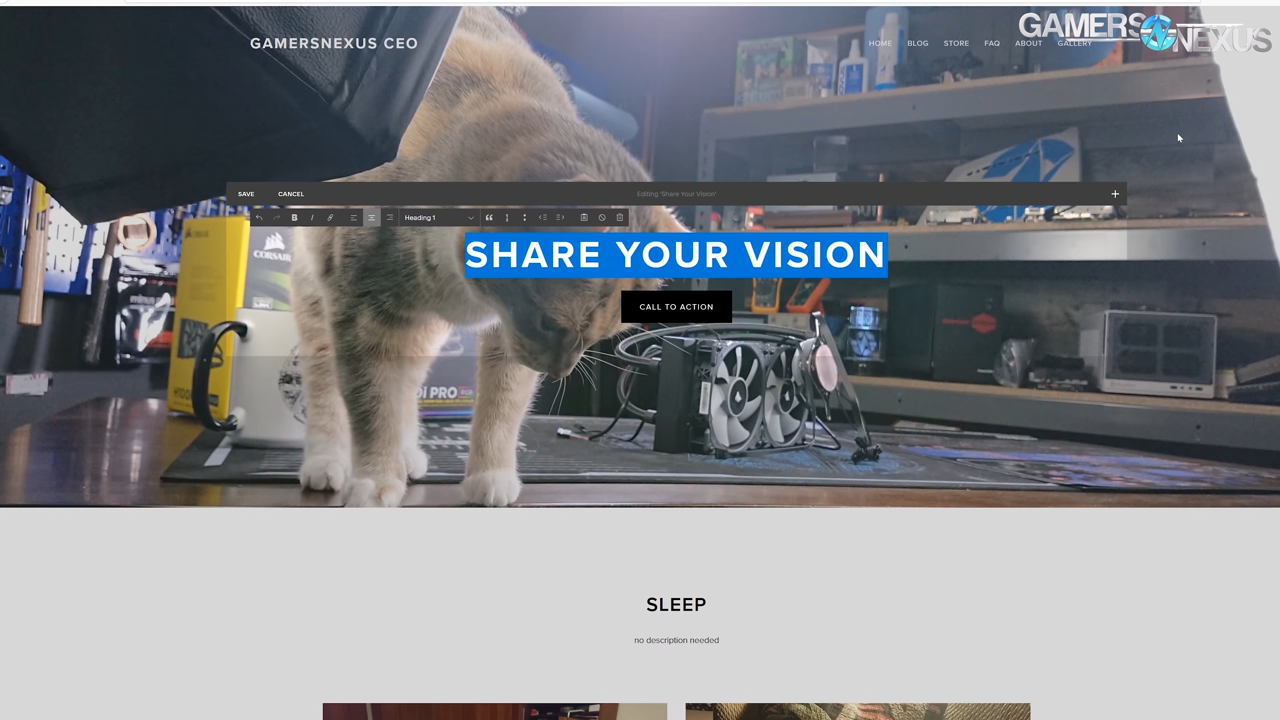 GAMERSNEXUS CEO
GAMERS NEXUS
HOME BLOG STORE FAQ ABOUT GALLERY
SAVE CANCEL Editing 'Share Your Vision' +
B I Heading 1
CORSAIR
SHARE YOUR VISION
CALL TO ACTION
SLEEP
no description needed